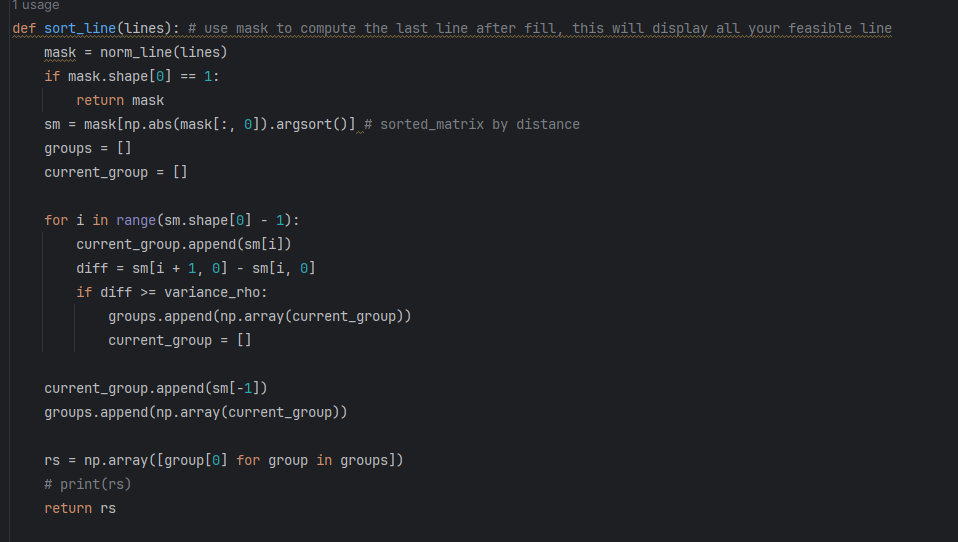 1 usage
def sort_line(lines): # use mask to compute the last line after fill, this will display all your feasible line
    mask = norm_line(lines)
    if mask.shape[0] == 1:
        return mask
    sm = mask[np.abs(mask[:, 0]).argsort()] # sorted_matrix by distance
    groups = []
    current_group = []

    for i in range(sm.shape[0] - 1):
        current_group.append(sm[i])
        diff = sm[i + 1, 0] - sm[i, 0]
        if diff >= variance_rho:
            groups.append(np.array(current_group))
            current_group = []

    current_group.append(sm[-1])
    groups.append(np.array(current_group))

    rs = np.array([group[0] for group in groups])
    # print(rs)
    return rs